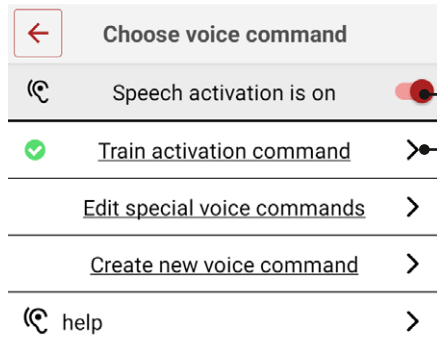 Choose voice command
Speech activation is on
Train activation command
Edit special voice commands
Create new voice command
help